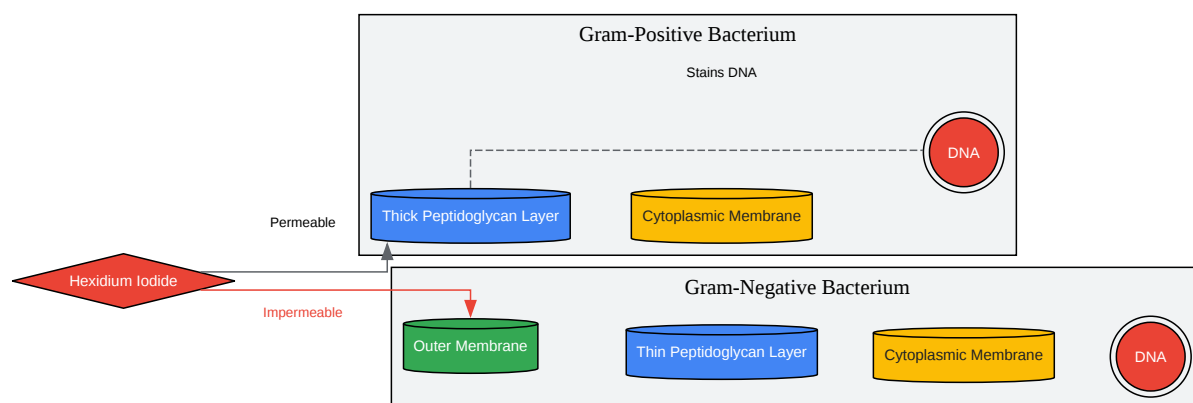 Gram-Positive Bacterium
Stains DNA
DNA
Thick Peptidoglycan Layer
Cytoplasmic Membrane
Permeable
Hexidium Iodide
Impermeable
Gram-Negative Bacterium
Outer Membrane
Thin Peptidoglycan Layer
Cytoplasmic Membrane
DNA